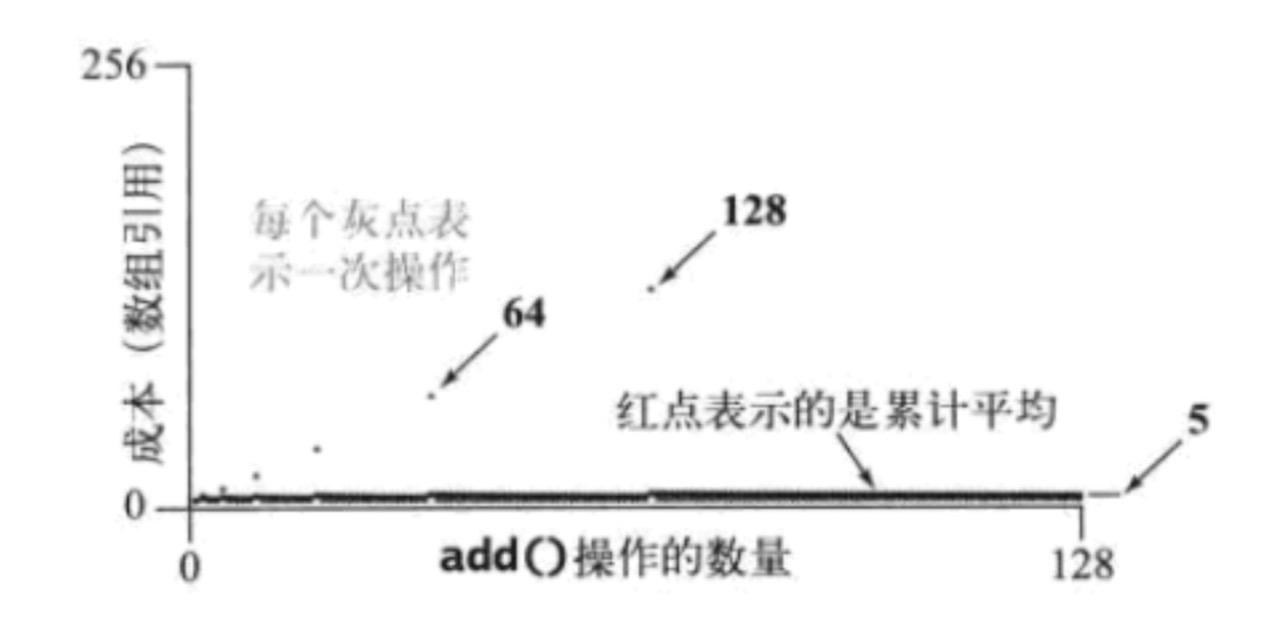 256
成本（数组引用）
每个灰点表
示一次操作
128
64
红点表示的是累计平均
5
0
0
add()操作的数量
128